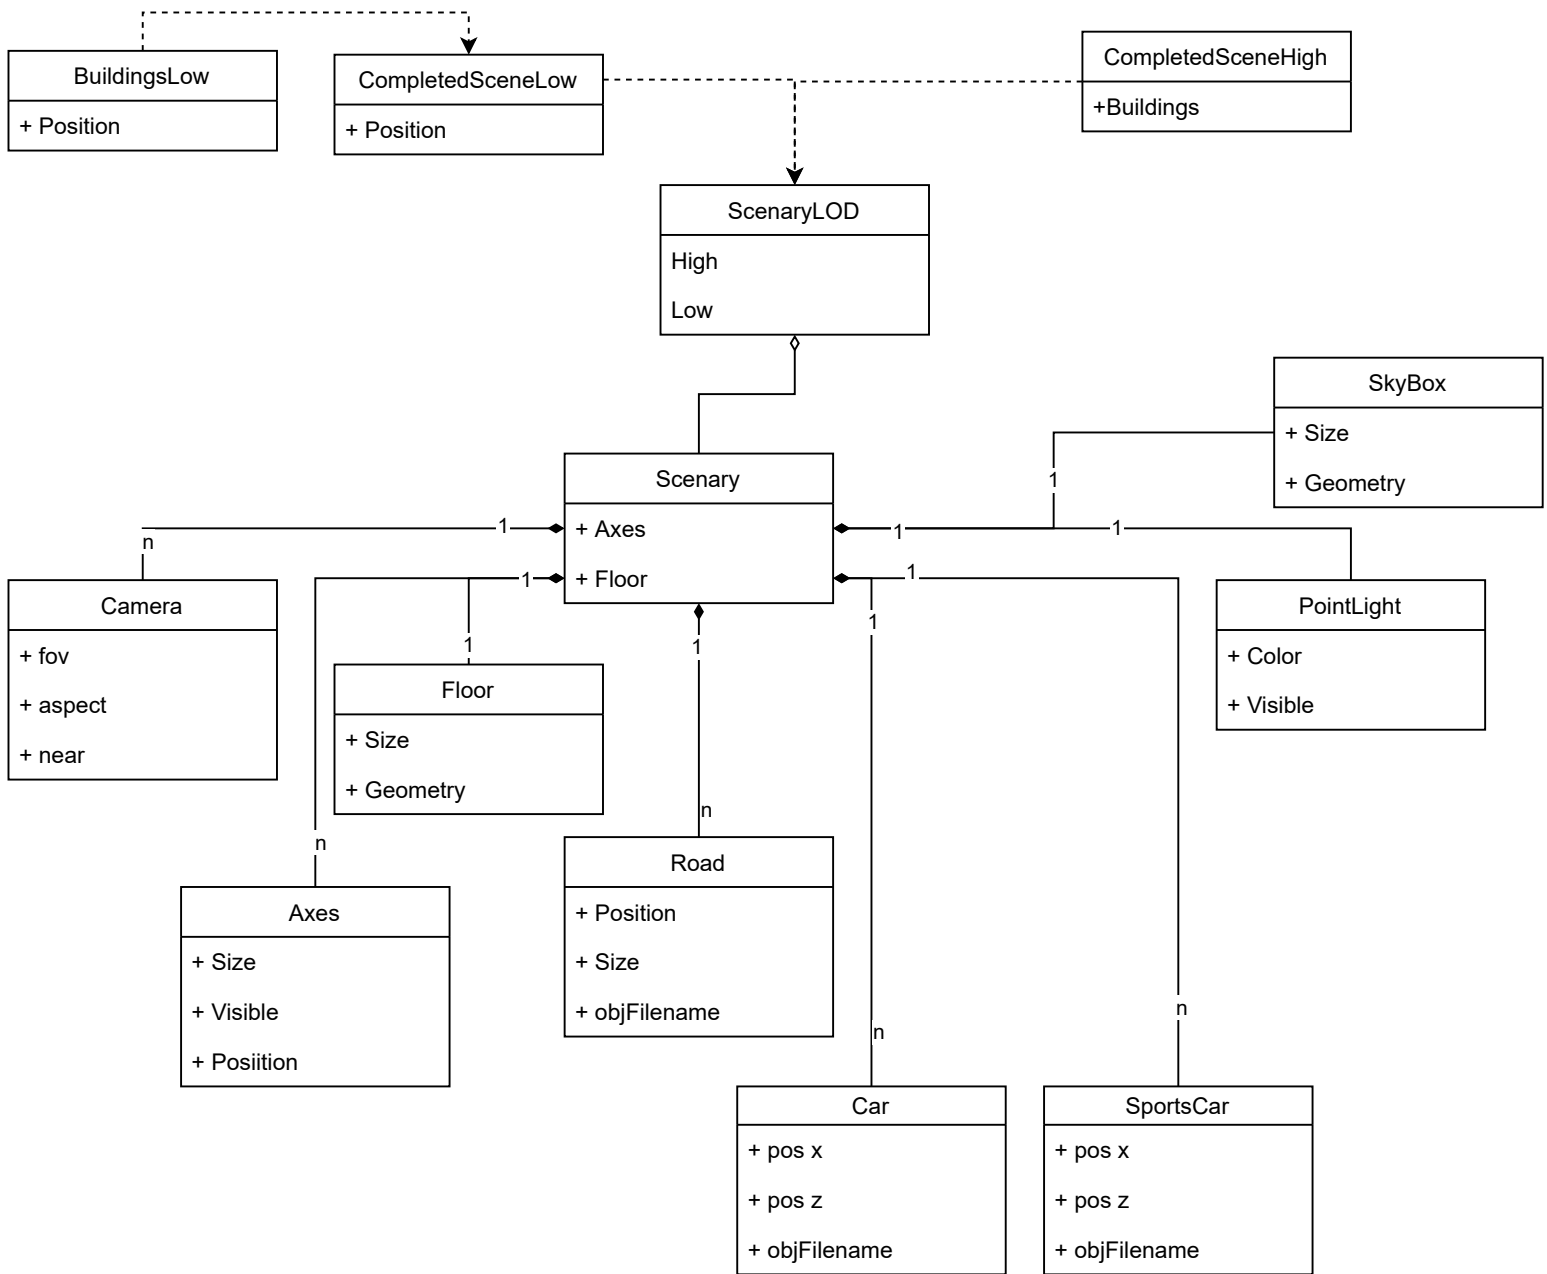 BuildingsLow
+ Position
CompletedSceneLow
+ Position
CompletedSceneHigh
+Buildings
ScenaryLOD
High
Low
SkyBox
+ Size
+ Geometry
Scenary
+ Axes
+ Floor
1
n
1
1
1
1
1
1
1
1
n
n
n
n
Camera
+ fov
+ aspect
+ near
PointLight
+ Color
+ Visible
Floor
+ Size
+ Geometry
Road
+ Position
+ Size
+ objFilename
Axes
+ Size
+ Visible
+ Posiition
Car
+ pos x
+ pos z
+ objFilename
SportsCar
+ pos x
+ pos z
+ objFilename